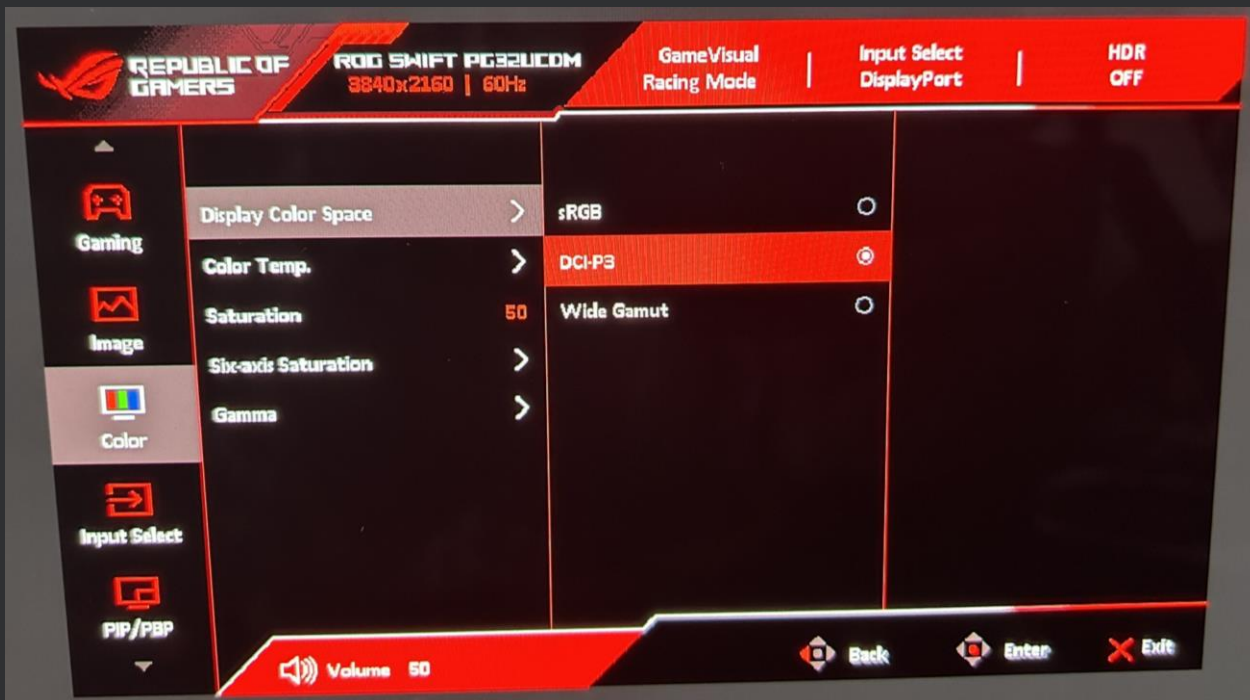 REPUBLIC OF
GAMERS
ROG SWIFT PG32UCDM
3840x2160 | 60Hz
GameVisual
Racing Mode
Input Select
DisplayPort
HDR
OFF
Gaming
Image
Color
Input Select
PIP/PBP
Display Color Space
Color Temp.
Saturation 50
Six-axis Saturation
Gamma
sRGB
DCI-P3
Wide Gamut
Volume 50
Back
Enter
Exit